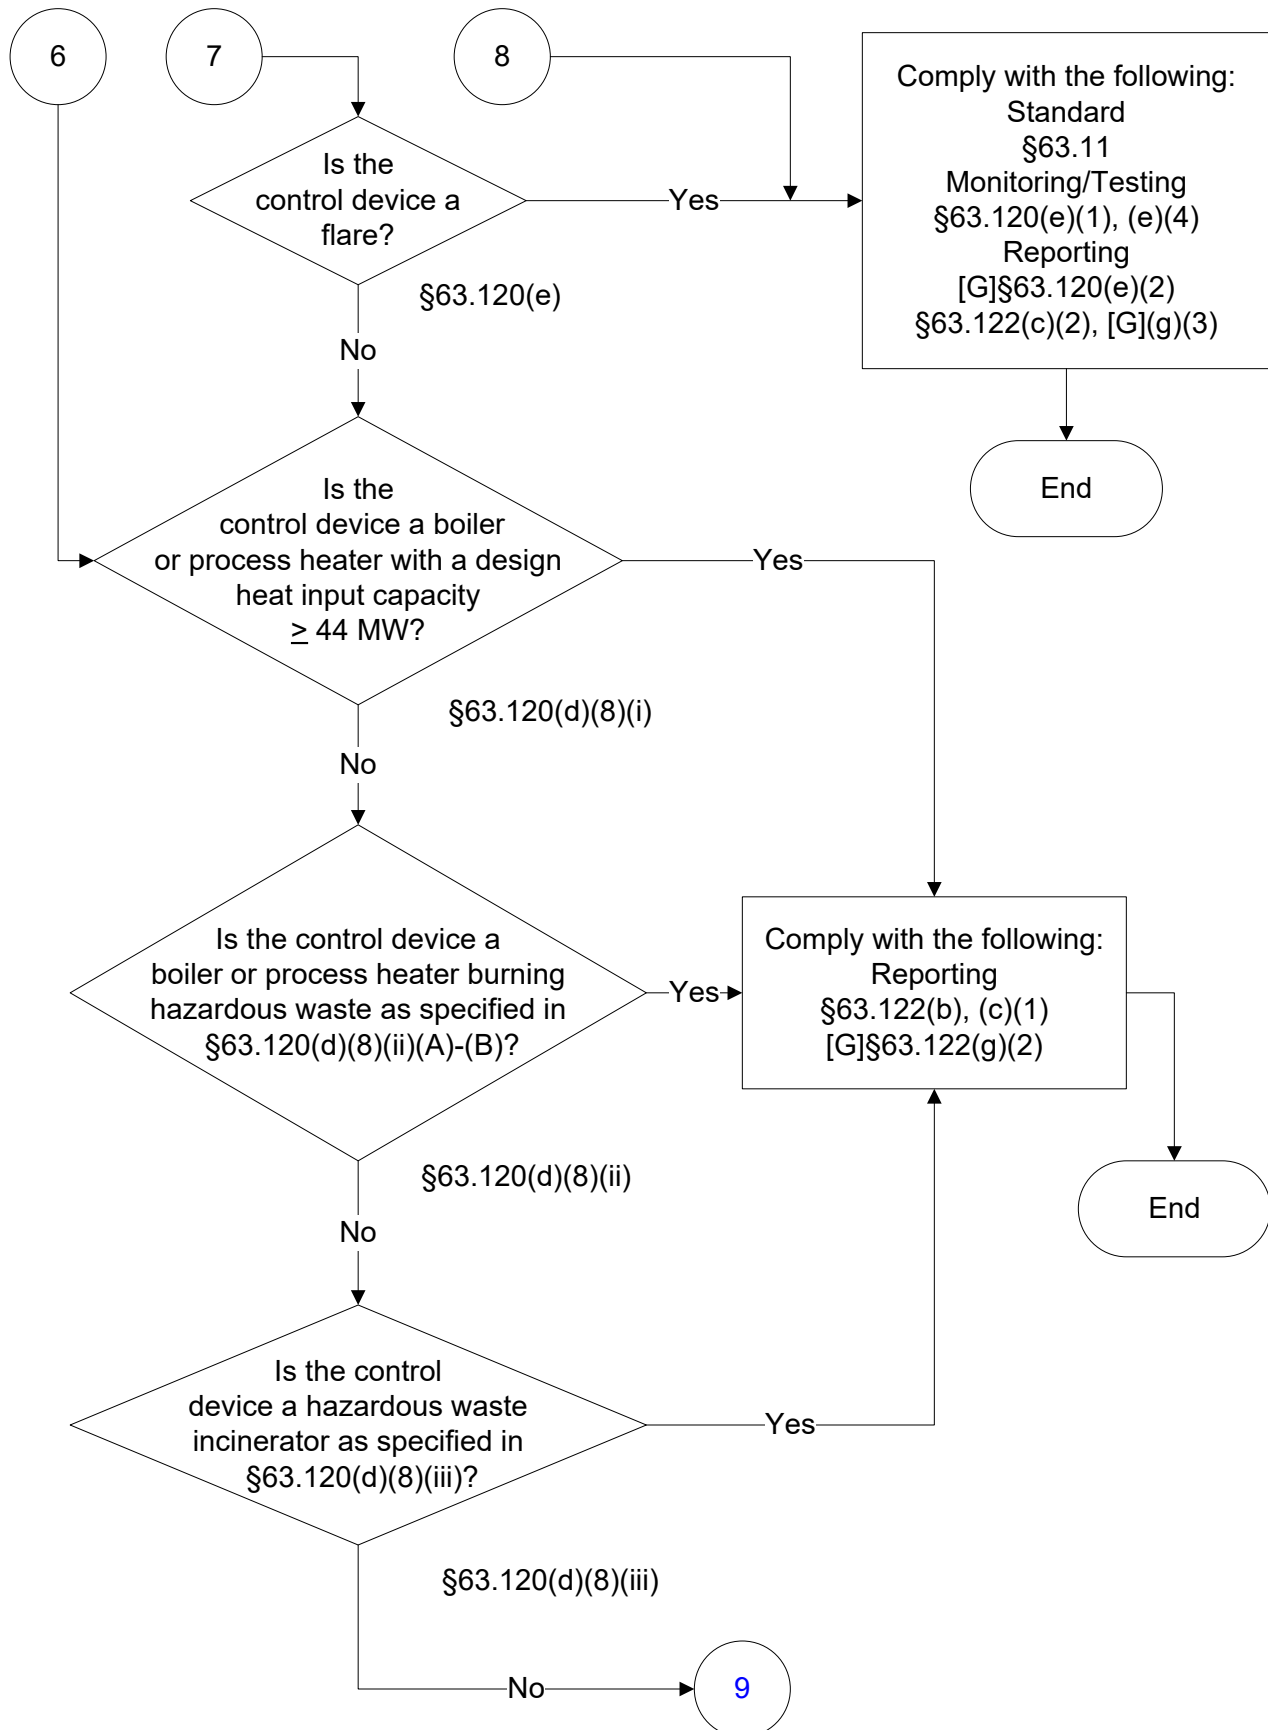 6
7
8
Is the
control device a
flare?
Yes
§63.120(e)
No
Comply with the following:
Standard
§63.11
Monitoring/Testing
§63.120(e)(1), (e)(4)
Reporting
[G]§63.120(e)(2)
§63.122(c)(2), [G](g)(3)
End
Is the
control device a boiler
or process heater with a design
heat input capacity
≥ 44 MW?
Yes
§63.120(d)(8)(i)
No
Is the control device a
boiler or process heater burning
hazardous waste as specified in
§63.120(d)(8)(ii)(A)-(B)?
Yes
Comply with the following:
Reporting
§63.122(b), (c)(1)
[G]§63.122(g)(2)
End
§63.120(d)(8)(ii)
No
Is the control
device a hazardous waste
incinerator as specified in
§63.120(d)(8)(iii)?
Yes
§63.120(d)(8)(iii)
No
9